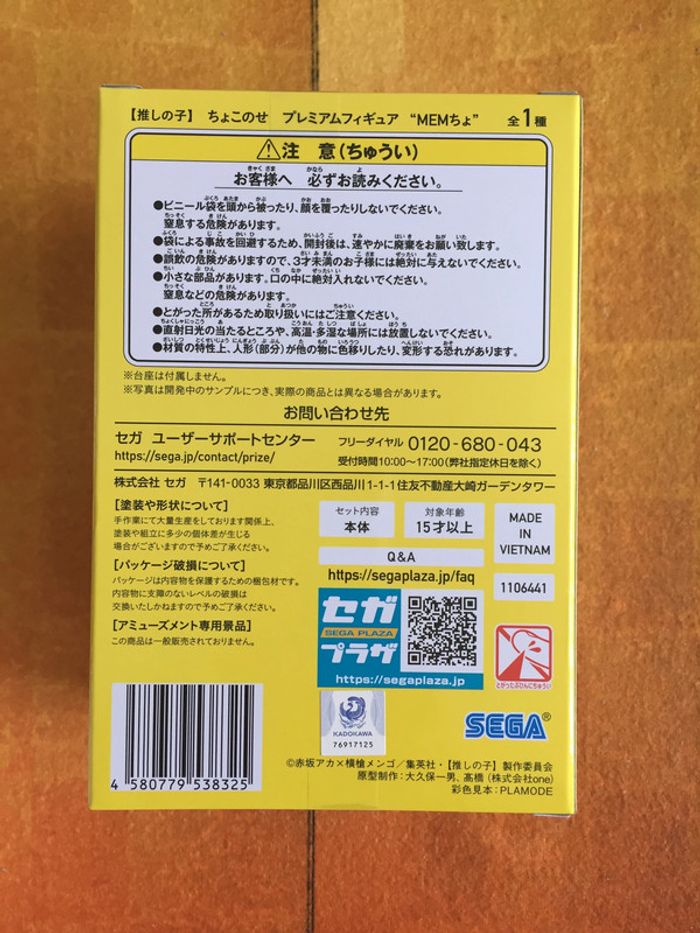 【推しの子】 ちょこのせ プレミアムフィギュア “MEMちょ” 全1種
⚠注 意(ちゅうい)
お客様へ 必ずお読みください。
●ビニール袋を頭から被ったり、顔を覆ったりしないでください。
窒息する危険があります。
●袋による事故を回避するため、開封後は、速やかに廃棄をお願い致します。
●誤飲の危険がありますので、3才未満のお子様には絶対に与えないでください。
●小さな部品があります。口の中に絶対入れないでください。
窒息などの危険があります。
●とがった所があるため取り扱いにはご注意ください。
●直射日光の当たるところや、高温・多湿な場所には放置しないでください。
●材質の特性上、人形(部分)が他の物に色移りしたり、変形する恐れがあります。
※台座は付属しません。
※写真は開発中のサンプルにつき、実際の商品とは異なる場合があります。
お問い合わせ先
セガ ユーザーサポートセンター フリーダイヤル 0120-680-043
https://sega.jp/contact/prize/ 受付時間10:00~17:00(弊社指定休日を除く)
株式会社 セガ 〒141-0033 東京都品川区西品川1-1-1住友不動産大崎ガーデンタワー
[塗装や形状について]
手作業にて大量生産をしております関係上、
塗装や組立に多少の個体差が生じる
場合がございますので予めご了承ください。
[パッケージ破損について]
パッケージは内容物を保護するための梱包材です。
内容物に支障のないレベルの破損は
交換いたしかねますので予めご了承ください。
[アミューズメント専用景品]
この商品は一般販売されておりません。
セット内容
本体
対象年齢
15才以上
MADE
IN
VIETNAM
Q&A
https://segaplaza.jp/faq
1106441
セガ
SEGA PLAZA
プラザ
https://segaplaza.jp
とがったぶひんにちゅうい
KADOKAWA
76917125
SEGA®
4 580779 538325
©赤坂アカ×横槍メンゴ/集英社・【推しの子】製作委員会
原型制作:大久保一男、高橋(株式会社one)
彩色見本:PLAMODE